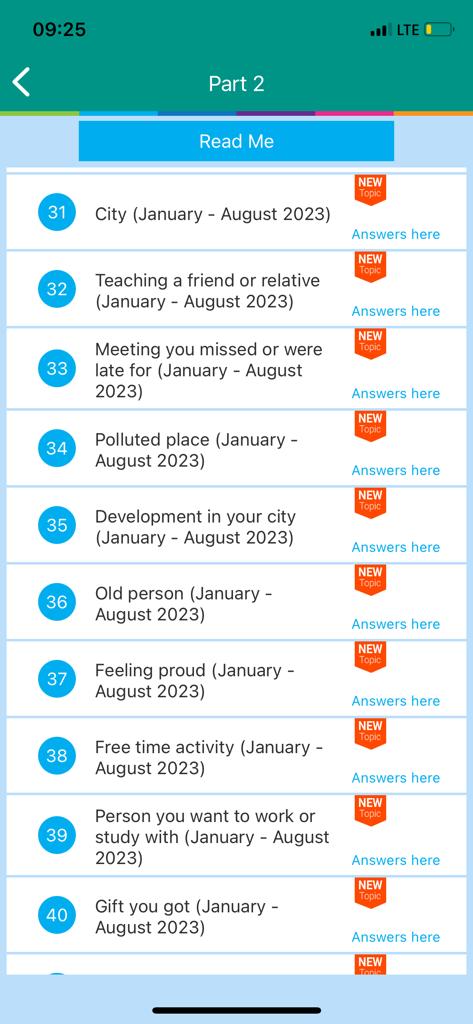 09:25
LTE
Part 2
Read Me
NEW
Topic
31
City (January - August 2023)
Answers here
NEW
Topic
32
Teaching a friend or relative
(January - August 2023)
Answers here
NEW
Topic
33
Meeting you missed or were
late for (January - August
2023)
Answers here
NEW
Topic
34
Polluted place (January -
August 2023)
Answers here
NEW
Topic
35
Development in your city
(January - August 2023)
Answers here
NEW
Topic
36
Old person (January -
August 2023)
Answers here
NEW
Topic
37
Feeling proud (January -
August 2023)
Answers here
NEW
Topic
38
Free time activity (January -
August 2023)
Answers here
NEW
Topic
39
Person you want to work or
study with (January - August
2023)
Answers here
NEW
Topic
40
Gift you got (January -
August 2023)
Answers here
NEW
Topic